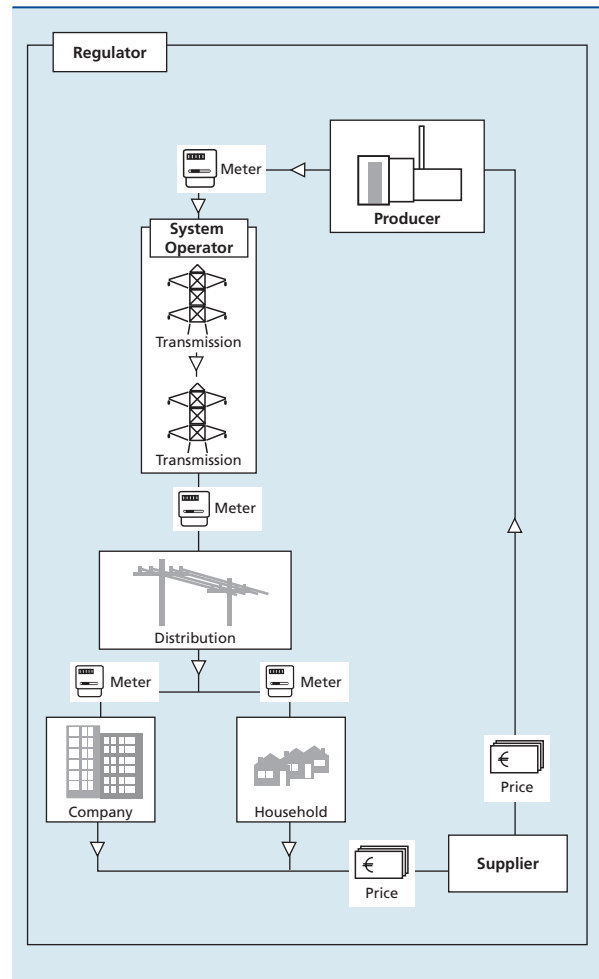 Regulator
Meter
Producer
System
Operator
Transmission
Transmission
Meter
Distribution
Meter
Meter
Company
Household
€
Price
€
Price
Supplier